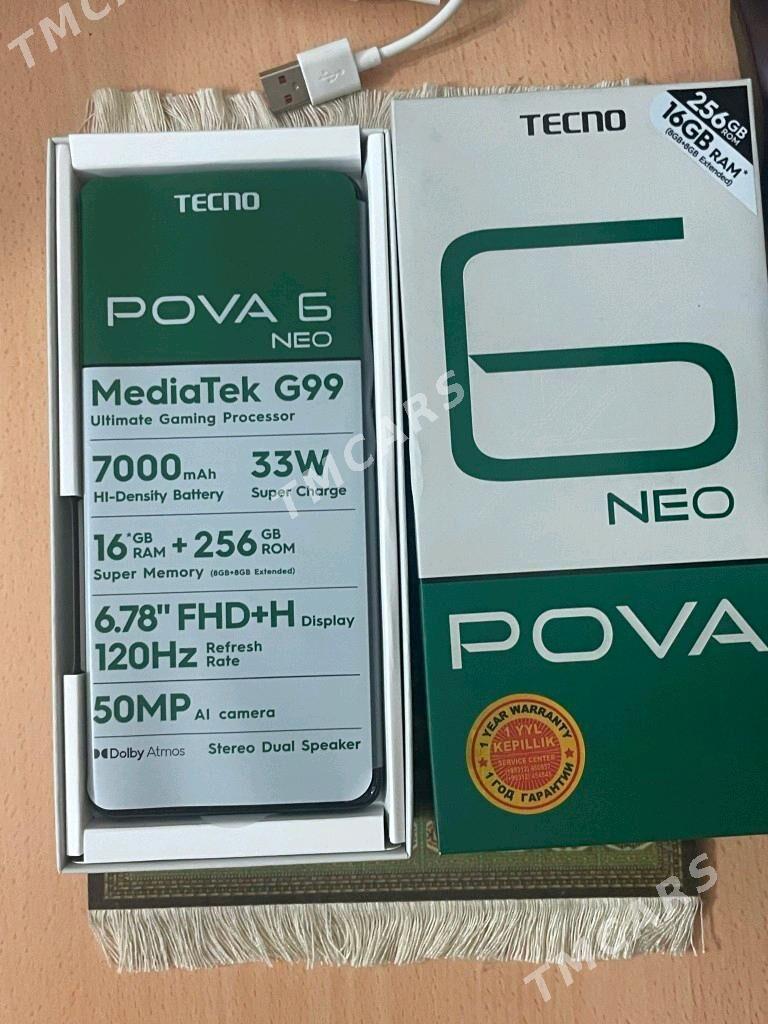 TMCARS
TECNO
POVA 6
NEO
MediaTek G99
Ultimate Gaming Processor
7000mAh
HI-Density Battery
33W
Super Charge
16*GB RAM + 256GB ROM
Super Memory (8GB+8GB Extended)
6.78" FHD+H Display
120Hz Refresh Rate
50MP AI camera
Dolby Atmos
Stereo Dual Speaker
TMCARS
TECNO
256GB ROM
16GB RAM*
(8GB+8GB Extended)
6
NEO
POVA
1 YEAR WARRANTY
1 YYL
KEPILLIK
SERVICE CENTER
1 ГОД ГАРАНТИИ
TMCARS